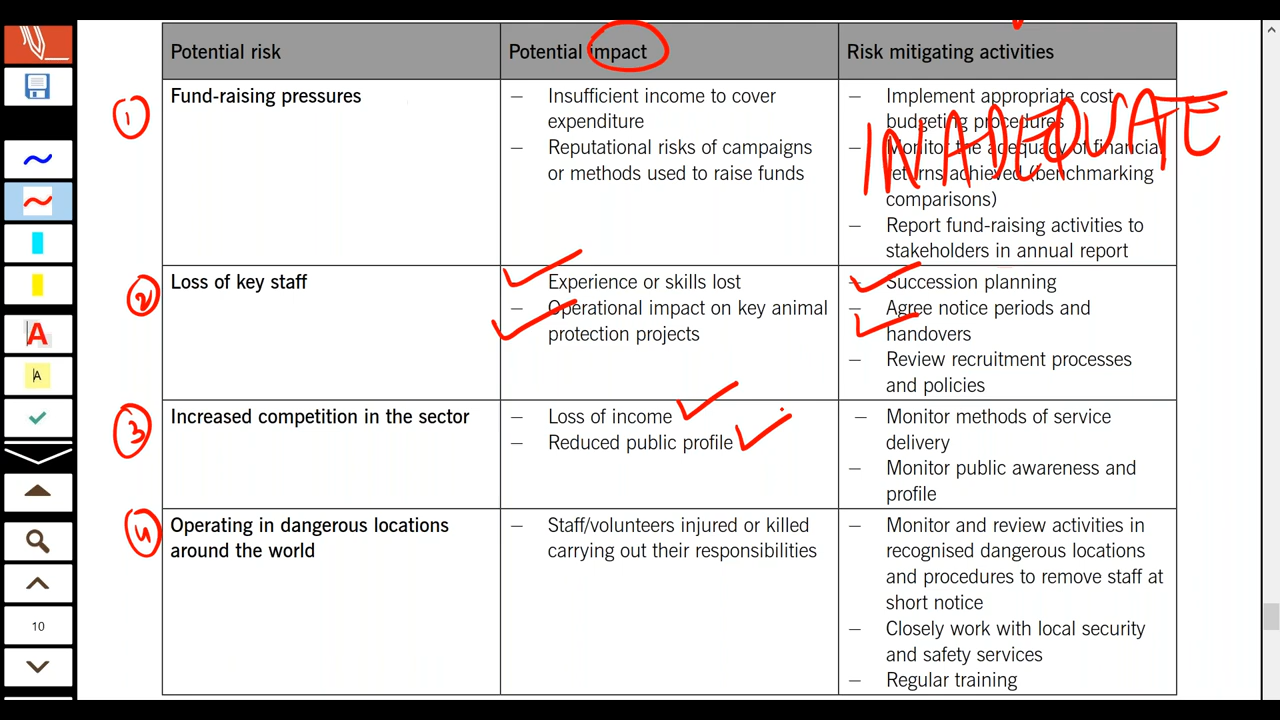 Potential risk
Potential impact
Risk mitigating activities
1
Fund-raising pressures
– Insufficient income to cover
expenditure
– Reputational risks of campaigns
or methods used to raise funds
– Implement appropriate cost
budgeting procedures
– Monitor the adequacy of financial
returns achieved (benchmarking
comparisons)
– Report fund-raising activities to
stakeholders in annual report
INADEQUATE
2
Loss of key staff
– Experience or skills lost
– Operational impact on key animal
protection projects
– Succession planning
– Agree notice periods and
handovers
– Review recruitment processes
and policies
3
Increased competition in the sector
– Loss of income
– Reduced public profile
– Monitor methods of service
delivery
– Monitor public awareness and
profile
4
Operating in dangerous locations
around the world
– Staff/volunteers injured or killed
carrying out their responsibilities
– Monitor and review activities in
recognised dangerous locations
and procedures to remove staff at
short notice
– Closely work with local security
and safety services
– Regular training
A
A
10